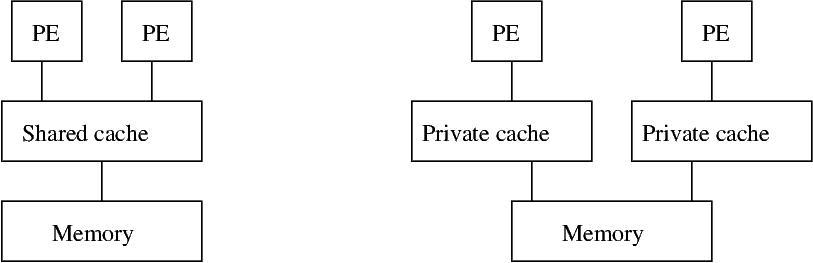 PE
PE
PE
PE
Shared cache
Private cache
Private cache
Memory
Memory